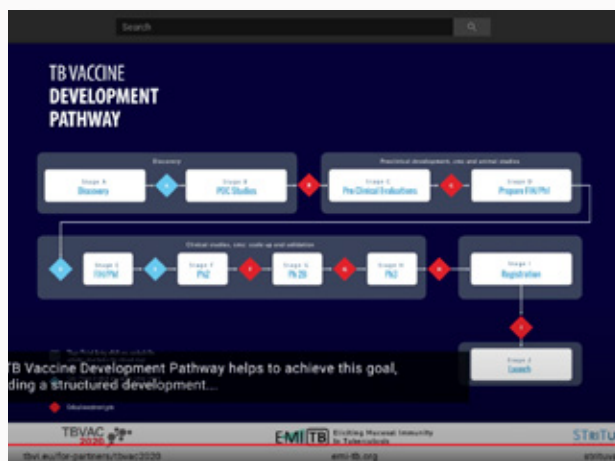 Search
TB VACCINE
DEVELOPMENT
PATHWAY
Discovery
Preclinical development, cmc and animal studies
Stage A
Discovery
Stage B
POC Studies
Stage C
Pre Clinical Evaluations
Stage D
Prepare FIH/PhI
Clinical studies, cmc: scale up and validation
Stage E
FIH/PhI
Stage F
Ph2
Stage G
Ph 2B
Stage H
Ph3
Stage I
Registration
Stage J
Launch
TB Vaccine Development Pathway helps to achieve this goal,
ding a structured development...
TBVAC
2020
EMI TB
Eliciting Mucosal Immunity
in Tuberculosis
STRITU
tbvi.eu/for-partners/tbvac2020
emi-tb.org
strituv